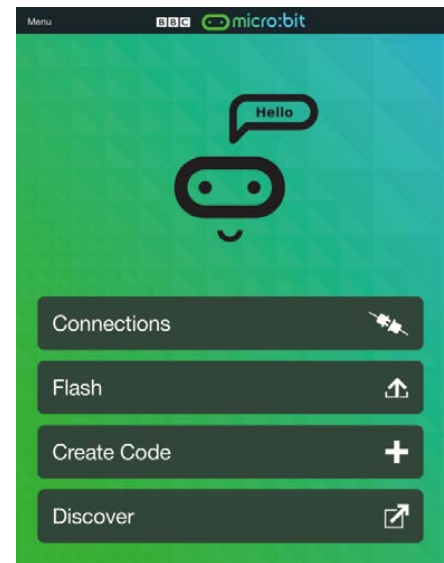 Menu BBC micro:bit
Hello
Connections
Flash
Create Code
Discover